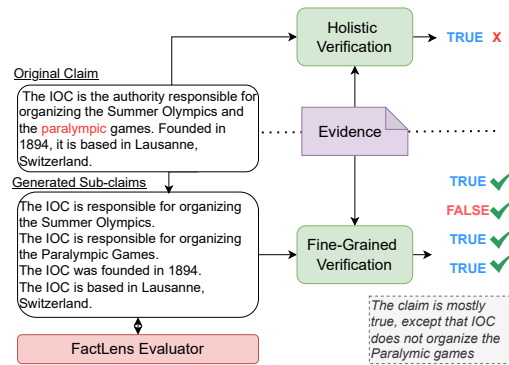 Holistic
Verification
TRUE X
Original Claim
The IOC is the authority responsible for
organizing the Summer Olympics and
the paralympic games. Founded in
1894, it is based in Lausanne,
Switzerland.
Evidence
Generated Sub-claims
The IOC is responsible for organizing
the Summer Olympics.
The IOC is responsible for organizing
the Paralympic Games.
The IOC was founded in 1894.
The IOC is based in Lausanne,
Switzerland.
Fine-Grained
Verification
TRUE
FALSE
TRUE
TRUE
The claim is mostly
true, except that IOC
does not organize the
Paralymic games
FactLens Evaluator